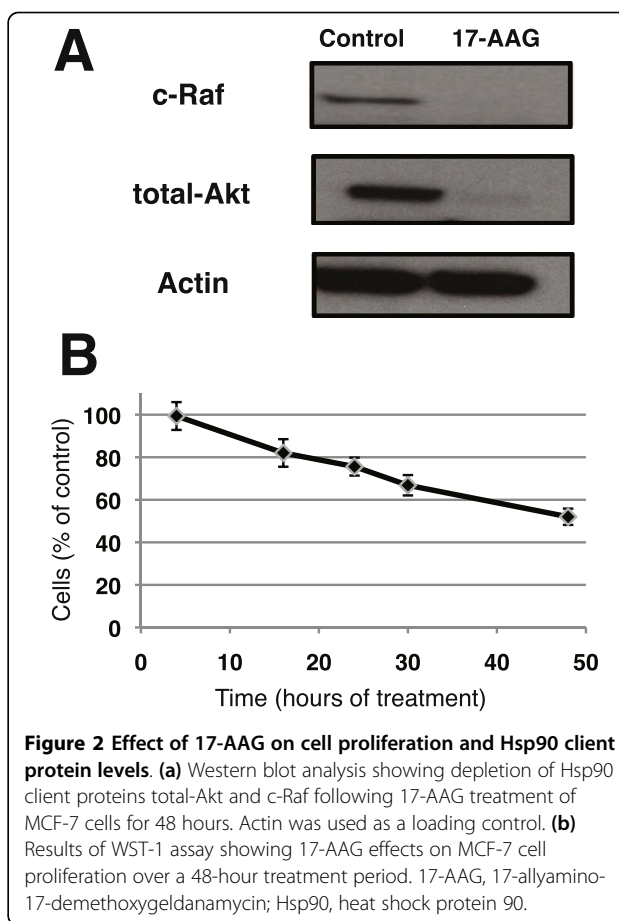 A
Control 17-AAG
c-Raf
total-Akt
Actin
B
Cells (% of control)
100
80
60
40
20
0
0 10 20 30 40 50
Time (hours of treatment)
Figure 2 Effect of 17-AAG on cell proliferation and Hsp90 client
protein levels. (a) Western blot analysis showing depletion of Hsp90
client proteins total-Akt and c-Raf following 17-AAG treatment of
MCF-7 cells for 48 hours. Actin was used as a loading control. (b)
Results of WST-1 assay showing 17-AAG effects on MCF-7 cell
proliferation over a 48-hour treatment period. 17-AAG, 17-allyamino-
17-demethoxygeldanamycin; Hsp90, heat shock protein 90.